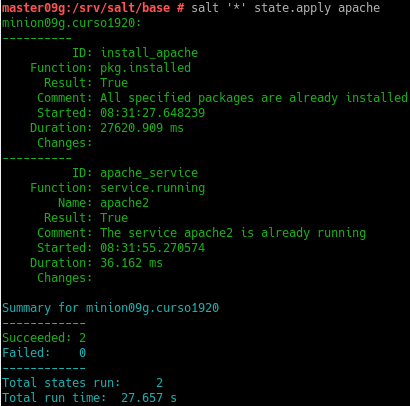 master09g:/srv/salt/base # salt '*' state.apply apache
minion09g.curso1920:
----------
ID: install_apache
Function: pkg.installed
Result: True
Comment: All specified packages are already installed
Started: 08:31:27.648239
Duration: 27620.909 ms
Changes:
----------
ID: apache_service
Function: service.running
Name: apache2
Result: True
Comment: The service apache2 is already running
Started: 08:31:55.270574
Duration: 36.162 ms
Changes:
Summary for minion09g.curso1920
------------
Succeeded: 2
Failed: 0
------------
Total states run: 2
Total run time: 27.657 s